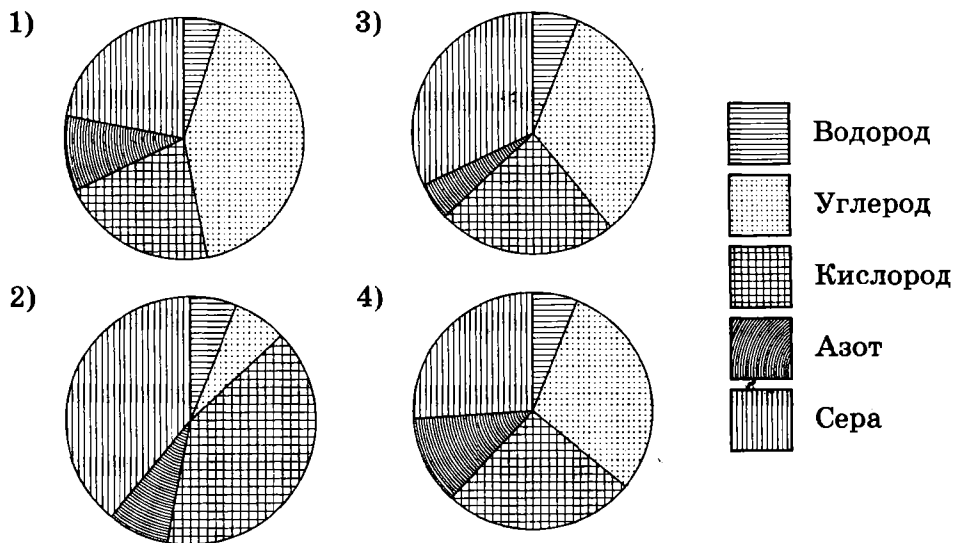 1)
3)
2)
4)
Водород
Углерод
Кислород
Азот
Сера